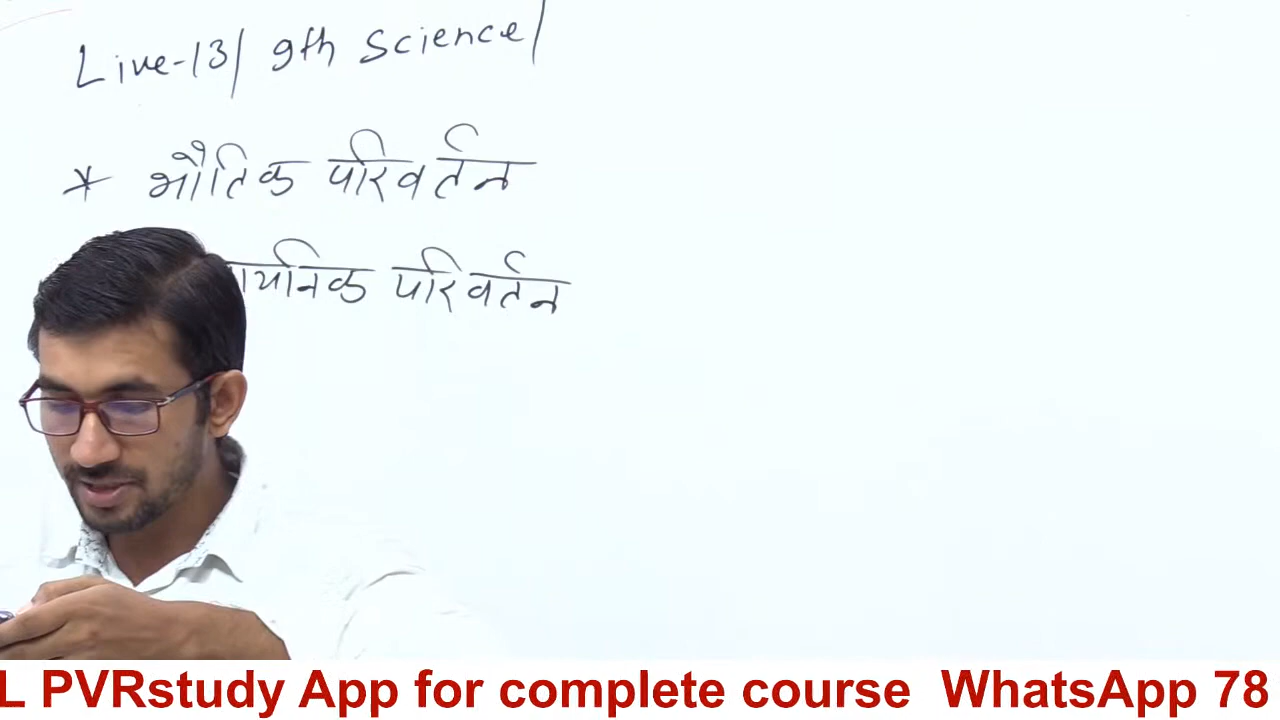 Live-13/ 9th Science/
* भौतिक परिवर्तन
परिवर्तन
L PVRstudy App for complete course WhatsApp 78